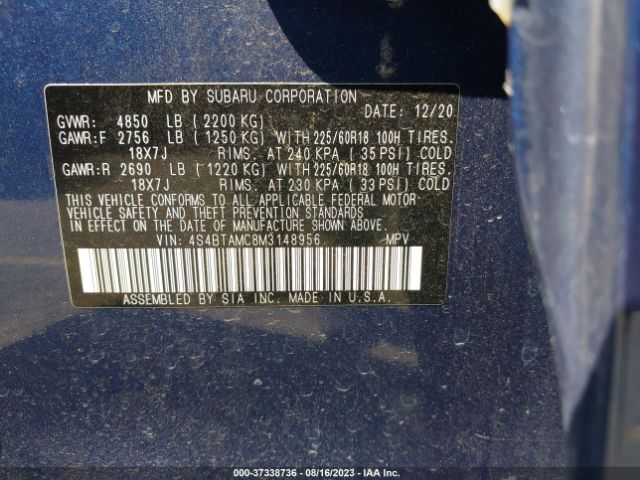 MFD BY SUBARU CORPORATION
DATE: 12/20
GVWR: 4850 LB ( 2200 KG)
GAWR:F 2756 LB ( 1250 KG) WITH 225/60R18 100H TIRES.
18X7J RIMS. AT 240 KPA ( 35 PSI) COLD
GAWR:R 2690 LB ( 1220 KG) WITH 225/60R18 100H TIRES.
18X7J RIMS. AT 230 KPA ( 33 PSI) COLD
THIS VEHICLE CONFORMS TO ALL APPLICABLE FEDERAL MOTOR
VEHICLE SAFETY AND THEFT PREVENTION STANDARDS
IN EFFECT ON THE DATE OF MANUFACTURE SHOWN ABOVE.
VIN: 4S4BTAMC8M3148956 MPV
ASSEMBLED BY SIA INC. MADE IN U.S.A.
000-37338736 - 08/16/2023 - IAA Inc.